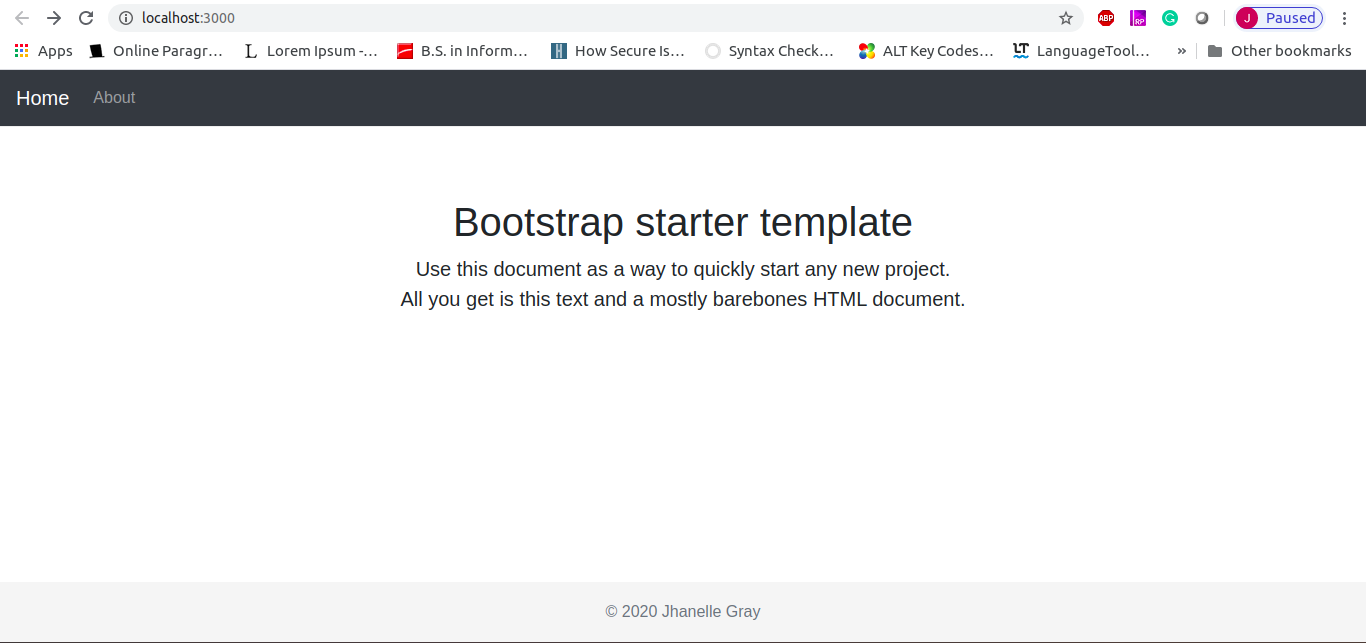 localhost:3000
ABP
RP
J Paused
Apps
Online Paragr…
L Lorem Ipsum -…
B.S. in Inform…
How Secure Is…
Syntax Check…
ALT Key Codes…
LT LanguageTool…
» Other bookmarks
Home About
Bootstrap starter template
Use this document as a way to quickly start any new project.
All you get is this text and a mostly barebones HTML document.
© 2020 Jhanelle Gray